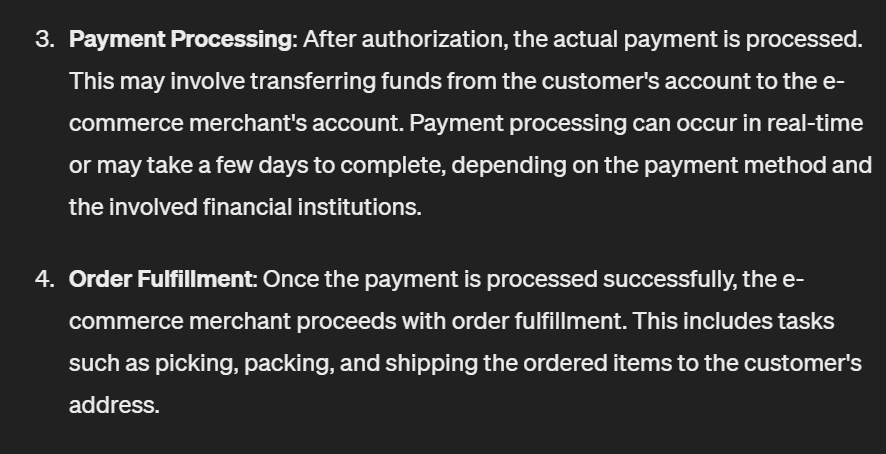 3. Payment Processing: After authorization, the actual payment is processed.
This may involve transferring funds from the customer's account to the e-
commerce merchant's account. Payment processing can occur in real-time
or may take a few days to complete, depending on the payment method and
the involved financial institutions.
4. Order Fulfillment: Once the payment is processed successfully, the e-
commerce merchant proceeds with order fulfillment. This includes tasks
such as picking, packing, and shipping the ordered items to the customer's
address.